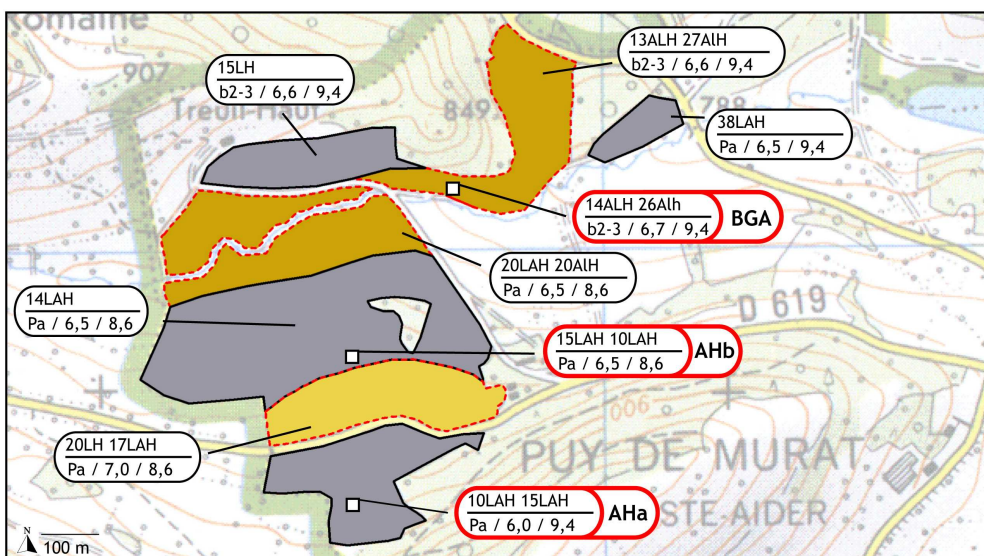 omaine
13ALH 27AlH
b2-3 / 6,6 / 9,4
15LH
b2-3 / 6,6 / 9,4
907
Treuil-Haut
849
788
38LAH
Pa / 6,5 / 9,4
14ALH 26Alh
b2-3 / 6,7 / 9,4
BGA
20LAH 20AlH
Pa / 6,5 / 8,6
14LAH
Pa / 6,5 / 8,6
D 619
15LAH 10LAH
Pa / 6,5 / 8,6
AHb
900
20LH 17LAH
Pa / 7,0 / 8,6
PUY DE MURAT
10LAH 15LAH
Pa / 6,0 / 9,4
AHa
STE-AIDER
N
100 m